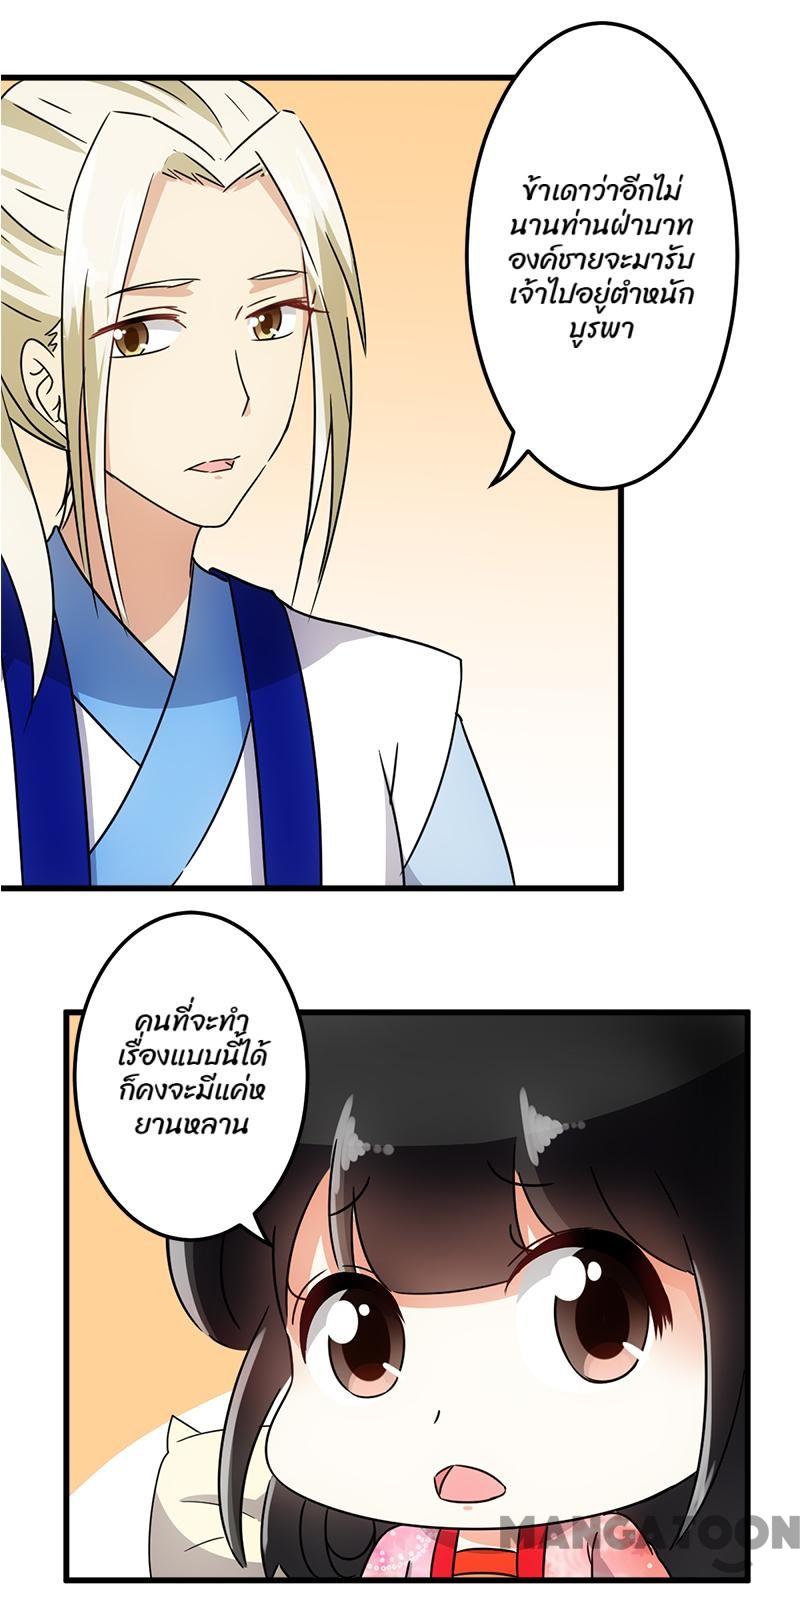 ข้าเดาว่าอีกไม่
นานท่านฝ่าบาท
องค์ชายจะมารับ
เจ้าไปอยู่ตำหนัก
บูรพา
คนที่จะทำ
เรื่องแบบนี้ได้
ก็คงจะมีแค่ห
ยานหลาน
MANGATOON